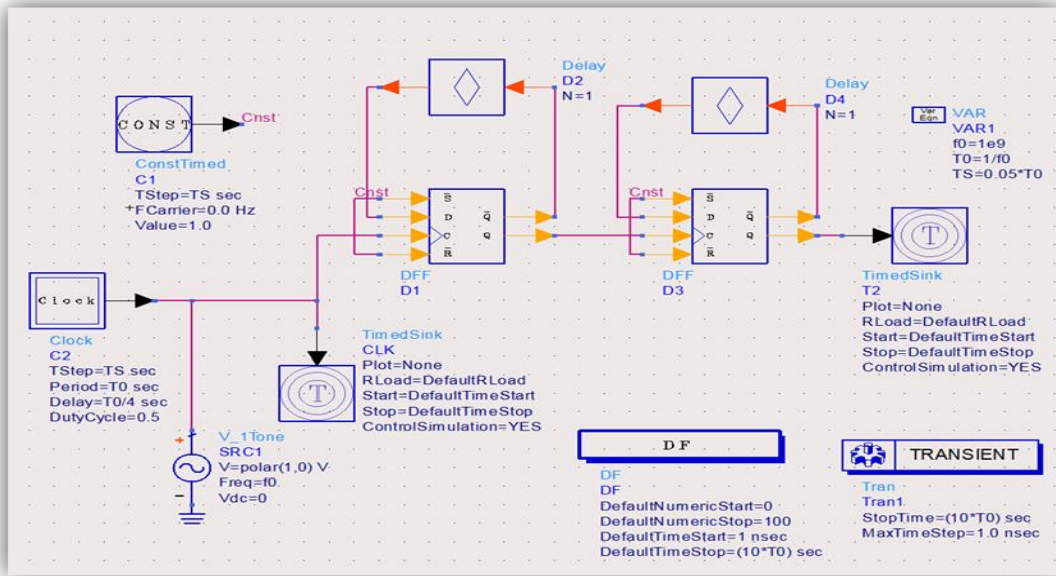 CONST
Cnst
ConstTimed
C1
TStep=TS sec
+FCarrier=0.0 Hz
Value=1.0
Delay
D2
N=1
Delay
D4
N=1
Var
Eqn
VAR
VAR1
f0=1e9
T0=1/f0
TS=0.05*T0
Cnst
S̅
D
C
R̅
Q̅
Q
DFF
D1
Cnst
S̅
D
C
R̅
Q̅
Q
DFF
D3
T
TimedSink
T2
Plot=None
RLoad=DefaultRLoad
Start=DefaultTimeStart
Stop=DefaultTimeStop
ControlSimulation=YES
Clock
Clock
C2
TStep=TS sec
Period=T0 sec
Delay=T0/4 sec
DutyCycle=0.5
T
TimedSink
CLK
Plot=None
RLoad=DefaultRLoad
Start=DefaultTimeStart
Stop=DefaultTimeStop
ControlSimulation=YES
V_1Tone
SRC1
V=polar(1,0) V
Freq=f0
Vdc=0
DF
DF
DF
DefaultNumericStart=0
DefaultNumericStop=100
DefaultTimeStart=1 nsec
DefaultTimeStop=(10*T0) sec
TRANSIENT
Tran
Tran1
StopTime=(10*T0) sec
MaxTimeStep=1.0 nsec